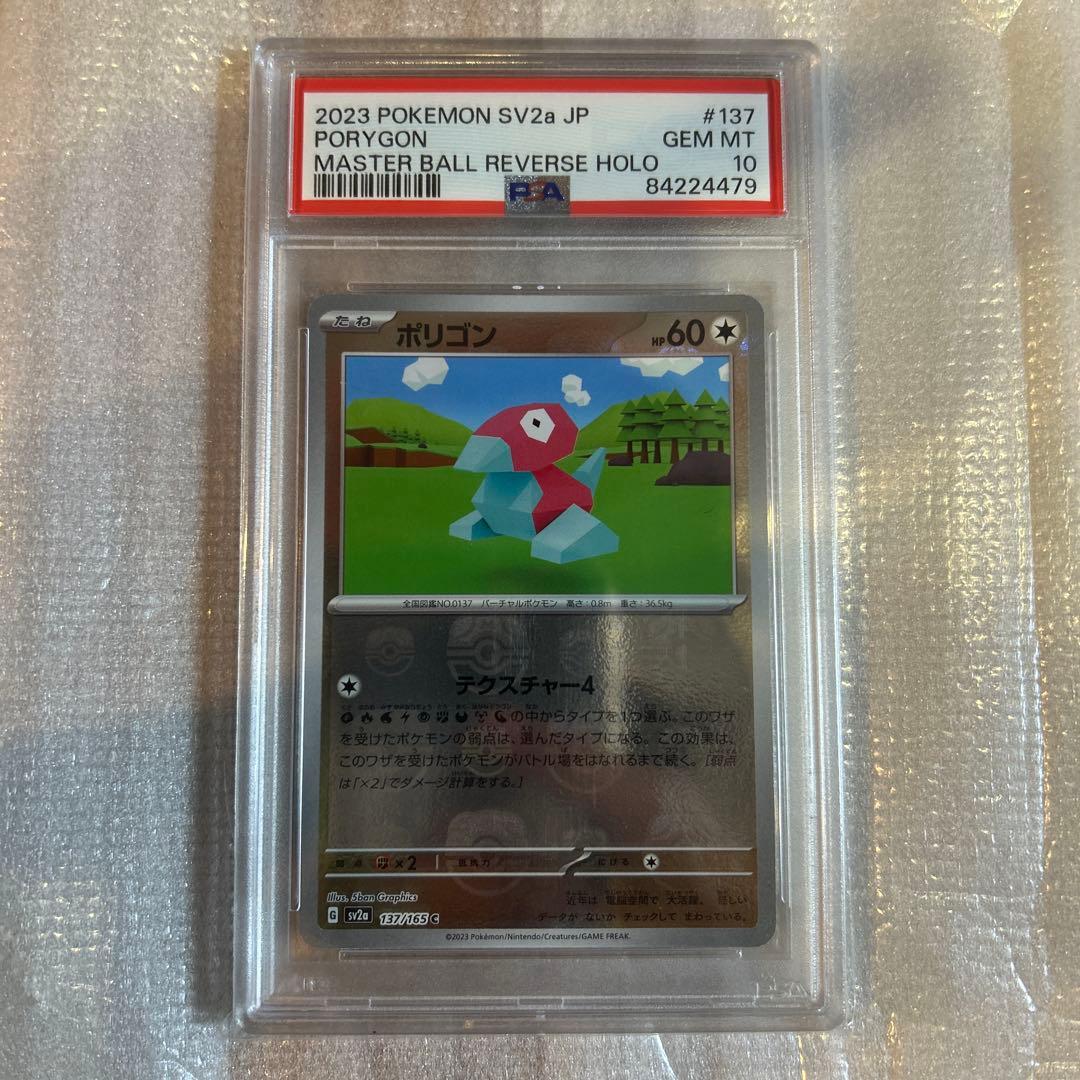 2023 POKEMON SV2a JP #137
PORYGON GEM MT
MASTER BALL REVERSE HOLO 10
PSA 84224479
たね ポリゴン HP 60
全国図鑑NO.0137 バーチャルポケモン 高さ:0.8m 重さ:36.5kg
テクスチャー4
の中からタイプを1つ選ぶ。このワザ
を受けたポケモンの弱点は、選んだタイプになる。この効果は、
このワザを受けたポケモンがバトル場をはなれるまで続く。[弱点
は「×2」でダメージ計算をする。]
弱点 ×2 抵抗力 にげる
Illus. 5ban Graphics
近年は 電脳空間で 大活躍。 怪しい
G sv2a 137/165 C
データが ないか チェックして まわっている。
©2023 Pokémon/Nintendo/Creatures/GAME FREAK.